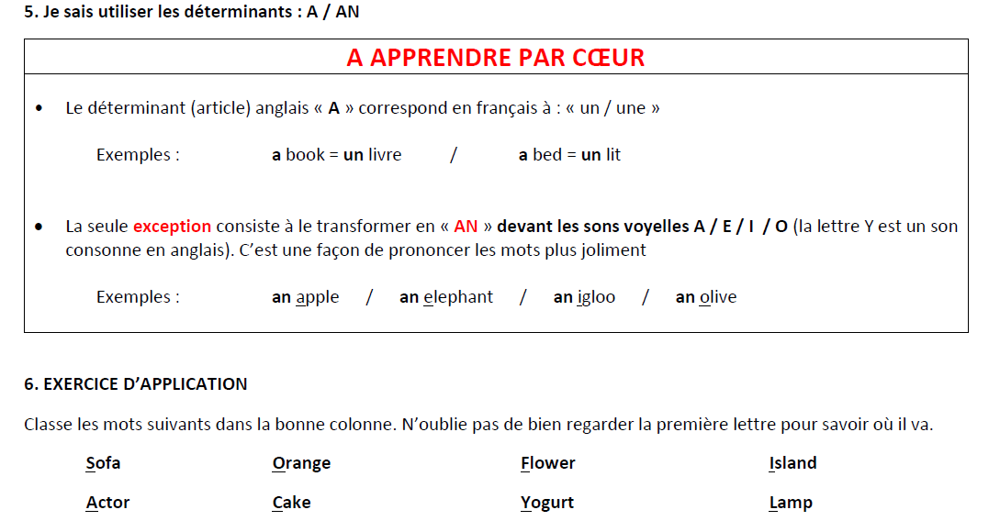 5. Je sais utiliser les déterminants : A / AN
A APPRENDRE PAR CŒUR
• Le déterminant (article) anglais « A » correspond en français à : « un / une »
Exemples : a book = un livre / a bed = un lit
• La seule exception consiste à le transformer en « AN » devant les sons voyelles A / E / I / O (la lettre Y est un son
consonne en anglais). C’est une façon de prononcer les mots plus joliment
Exemples : an apple / an elephant / an igloo / an olive
6. EXERCICE D’APPLICATION
Classe les mots suivants dans la bonne colonne. N’oublie pas de bien regarder la première lettre pour savoir où il va.
Sofa Orange Flower Island
Actor Cake Yogurt Lamp